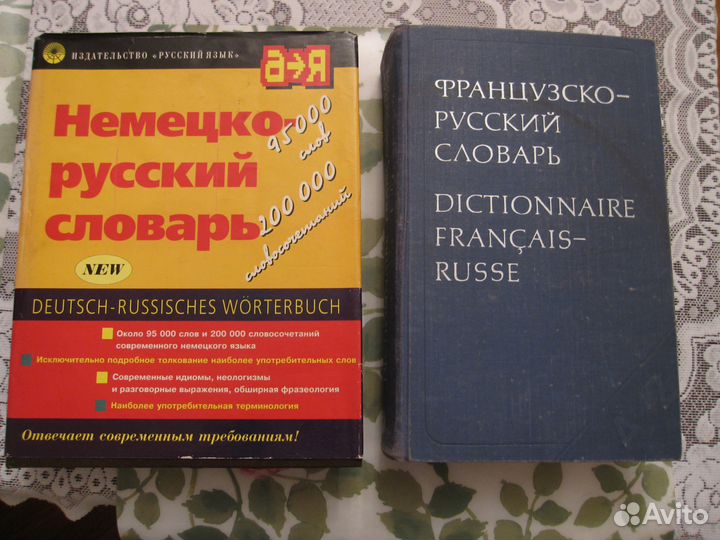 ИЗДАТЕЛЬСТВО «РУССКИЙ ЯЗЫК»
а→Я
Немецко-
русский
словарь
95 000
слов
200 000
словосочетаний
NEW
DEUTSCH-RUSSISCHES WÖRTERBUCH
Около 95 000 слов и 200 000 словосочетаний
современного немецкого языка
Исключительно подробное толкование наиболее употребительных слов
Современные идиомы, неологизмы
и разговорные выражения, обширная фразеология
Наиболее употребительная терминология
Отвечает современным требованиям!
ФРАНЦУЗСКО-
РУССКИЙ
СЛОВАРЬ
DICTIONNAIRE
FRANÇAIS-
RUSSE
Avito